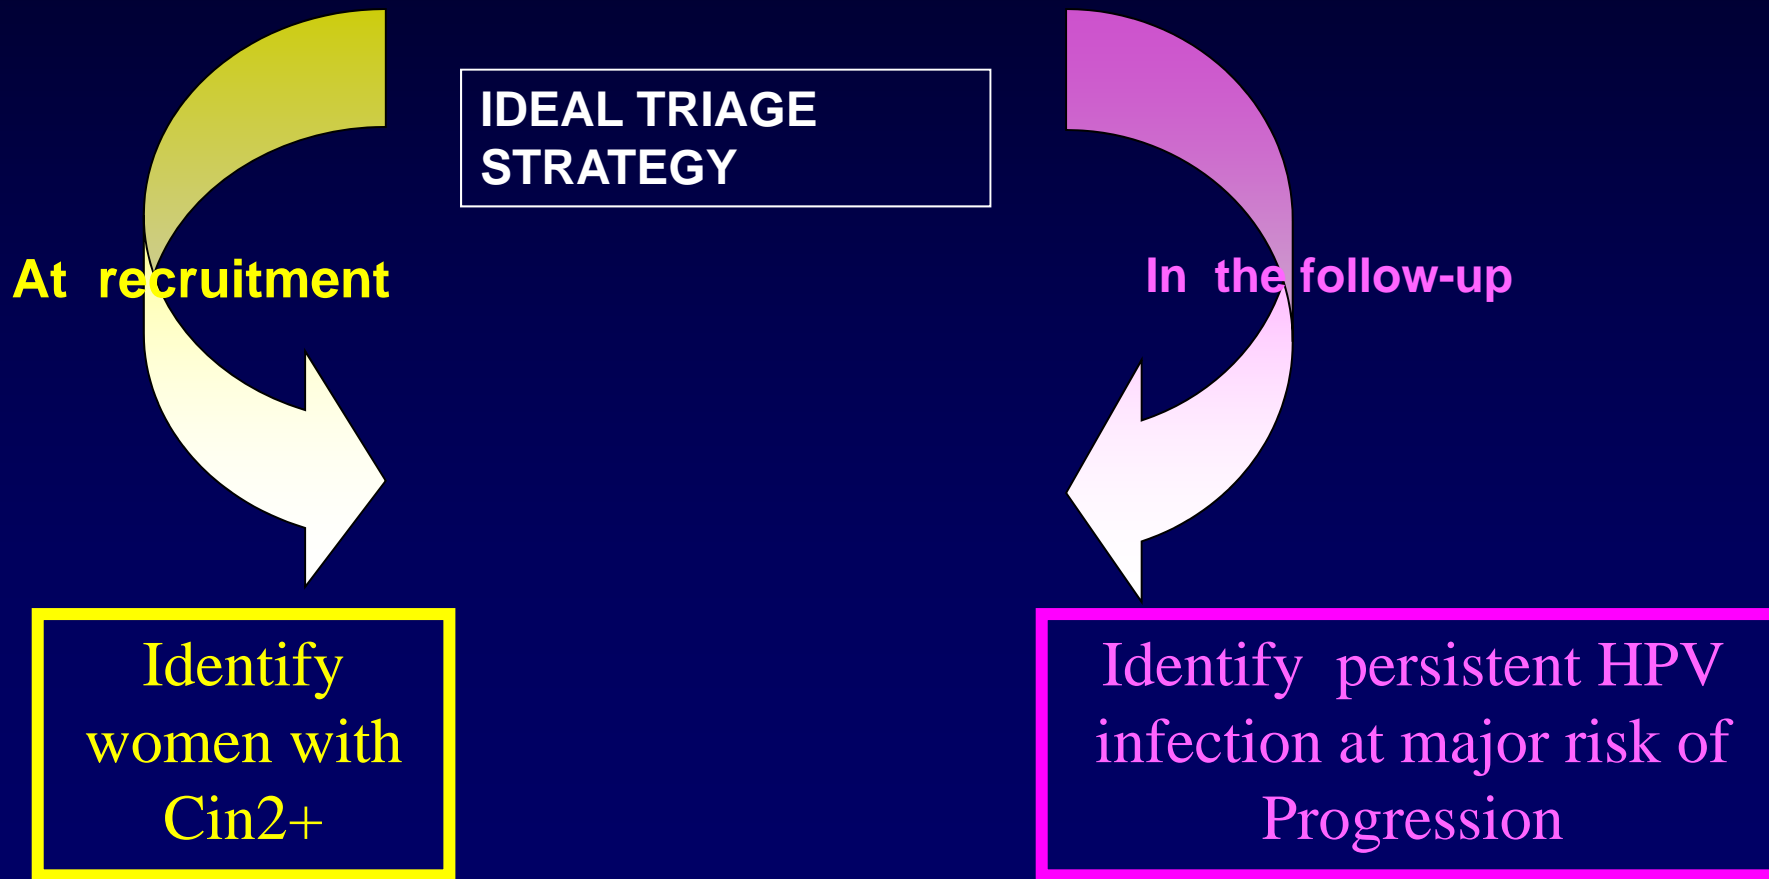 IDEAL TRIAGE
STRATEGY
At recruitment
In the follow-up
Identify
women with
Cin2+
Identify persistent HPV
infection at major risk of
Progression